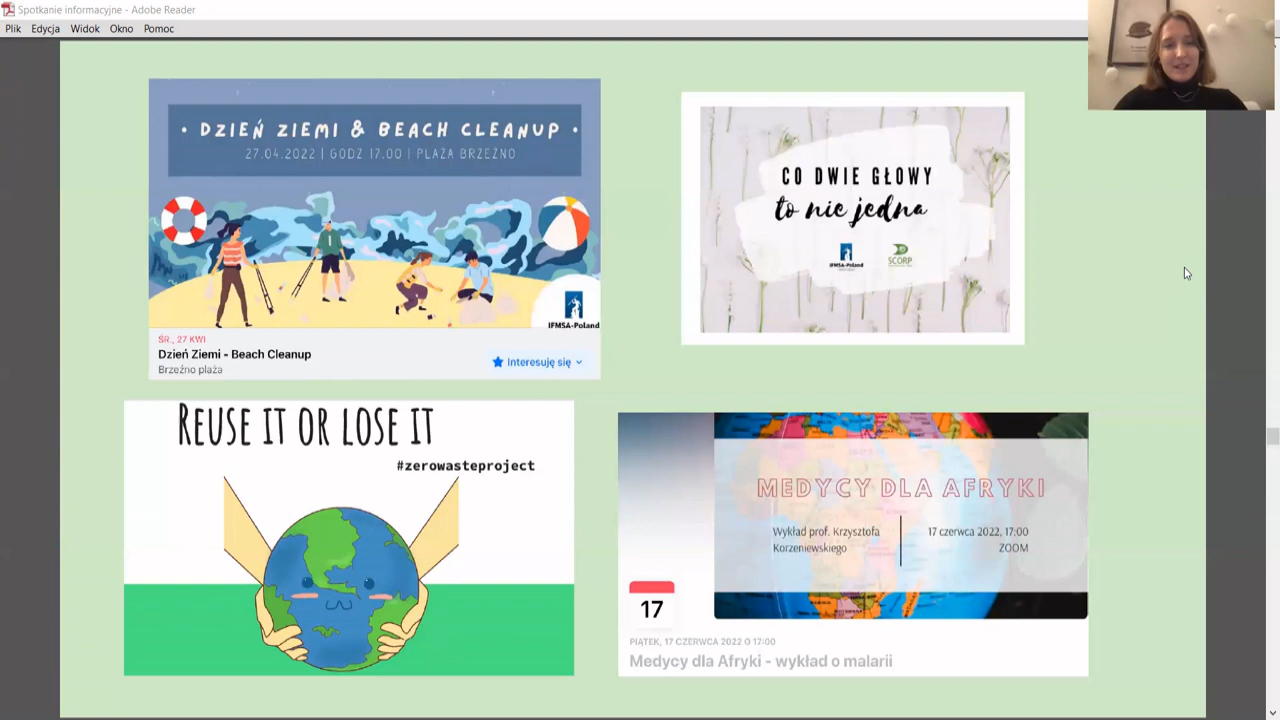 Spotkanie informacyjne - Adobe Reader
Plik Edycja Widok Okno Pomoc
• DZIEŃ ZIEMI & BEACH CLEANUP •
27.04.2022 | GODZ 17.00 | PLAŻA BRZEŹNO
IFMSA-Poland
ŚR., 27 KWI
Dzień Ziemi - Beach Cleanup
Brzeźno plaża
Interesuję się
CO DWIE GŁOWY
to nie jedna
IFMSA-Poland
SCORP
REUSE IT OR LOSE IT
#zerowasteproject
MEDYCY DLA AFRYKI
Wykład prof. Krzysztofa
Korzeniewskiego
17 czerwca 2022, 17:00
ZOOM
17
PIĄTEK, 17 CZERWCA 2022 O 17:00
Medycy dla Afryki - wykład o malarii